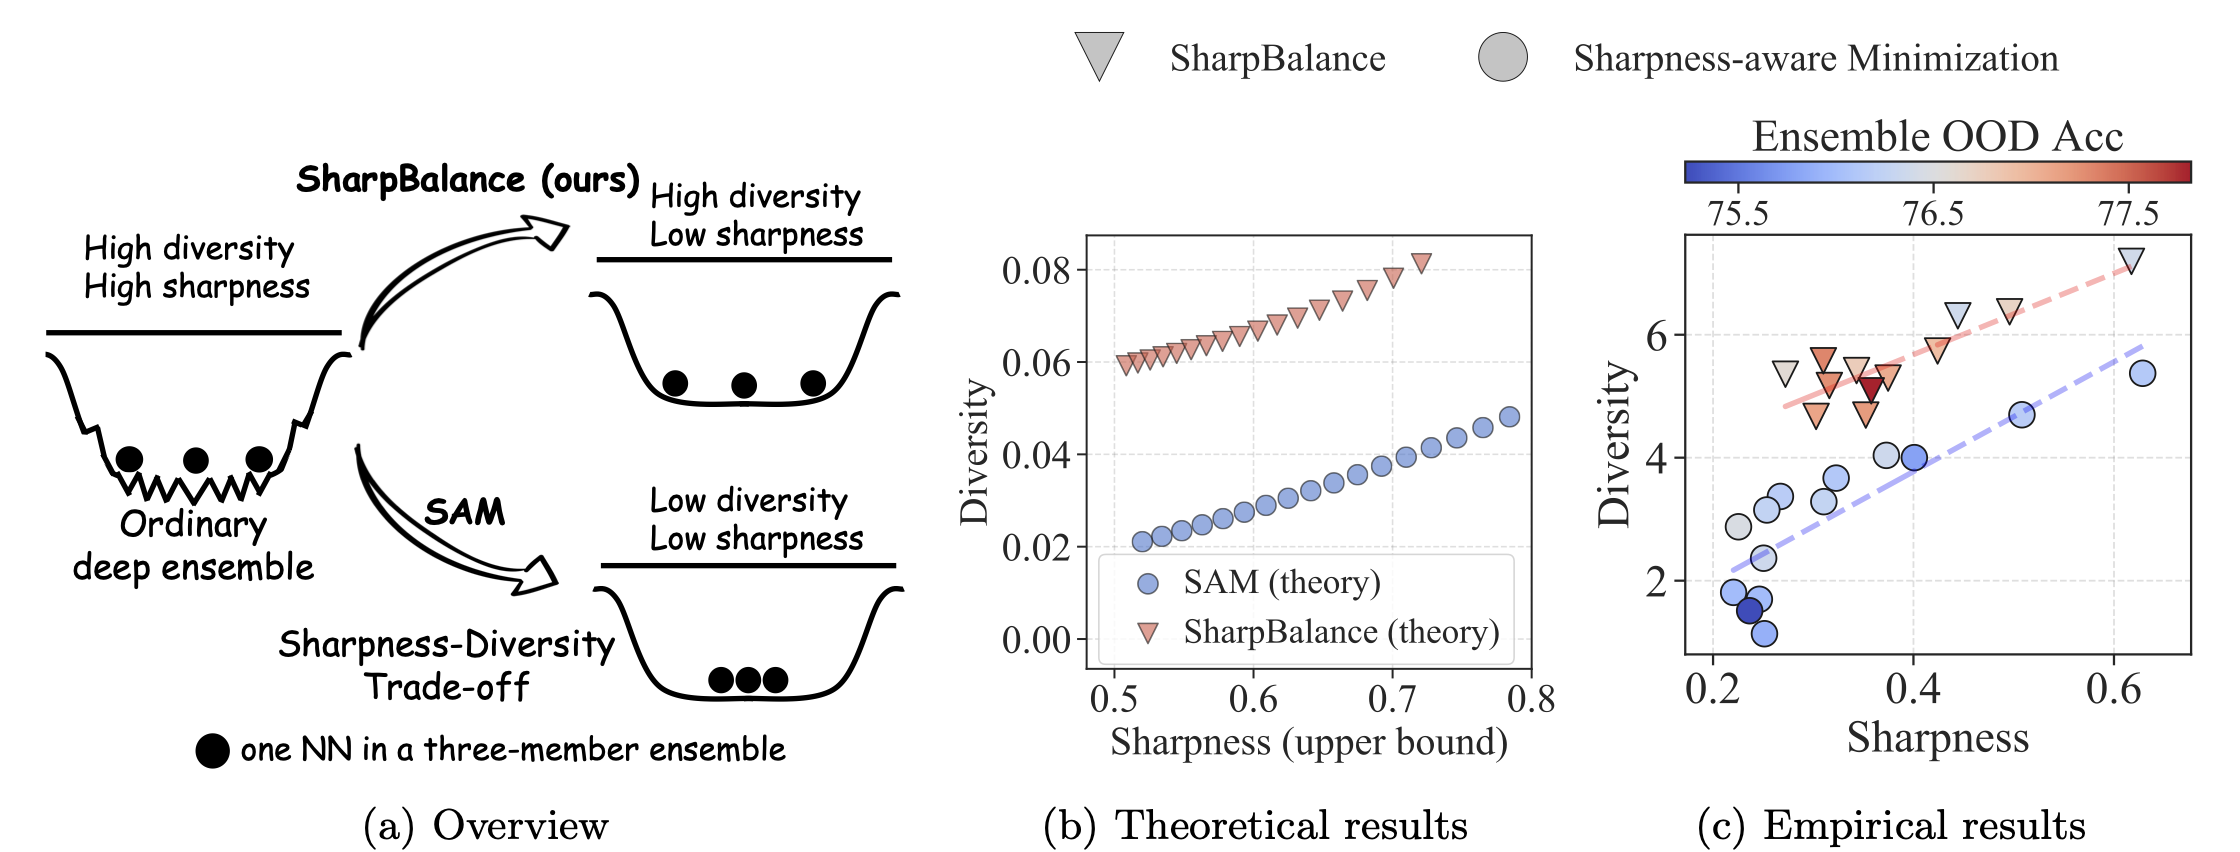 SharpBalance
Sharpness-aware Minimization
SharpBalance (ours)
High diversity
Low sharpness
High diversity
High sharpness
Ordinary
deep ensemble
SAM
Low diversity
Low sharpness
Sharpness-Diversity
Trade-off
one NN in a three-member ensemble
(a) Overview
Diversity
0.08
0.06
0.04
0.02
0.00
SAM (theory)
SharpBalance (theory)
0.5 0.6 0.7 0.8
Sharpness (upper bound)
(b) Theoretical results
Ensemble OOD Acc
75.5 76.5 77.5
Diversity
6
4
2
0.2 0.4 0.6
Sharpness
(c) Empirical results